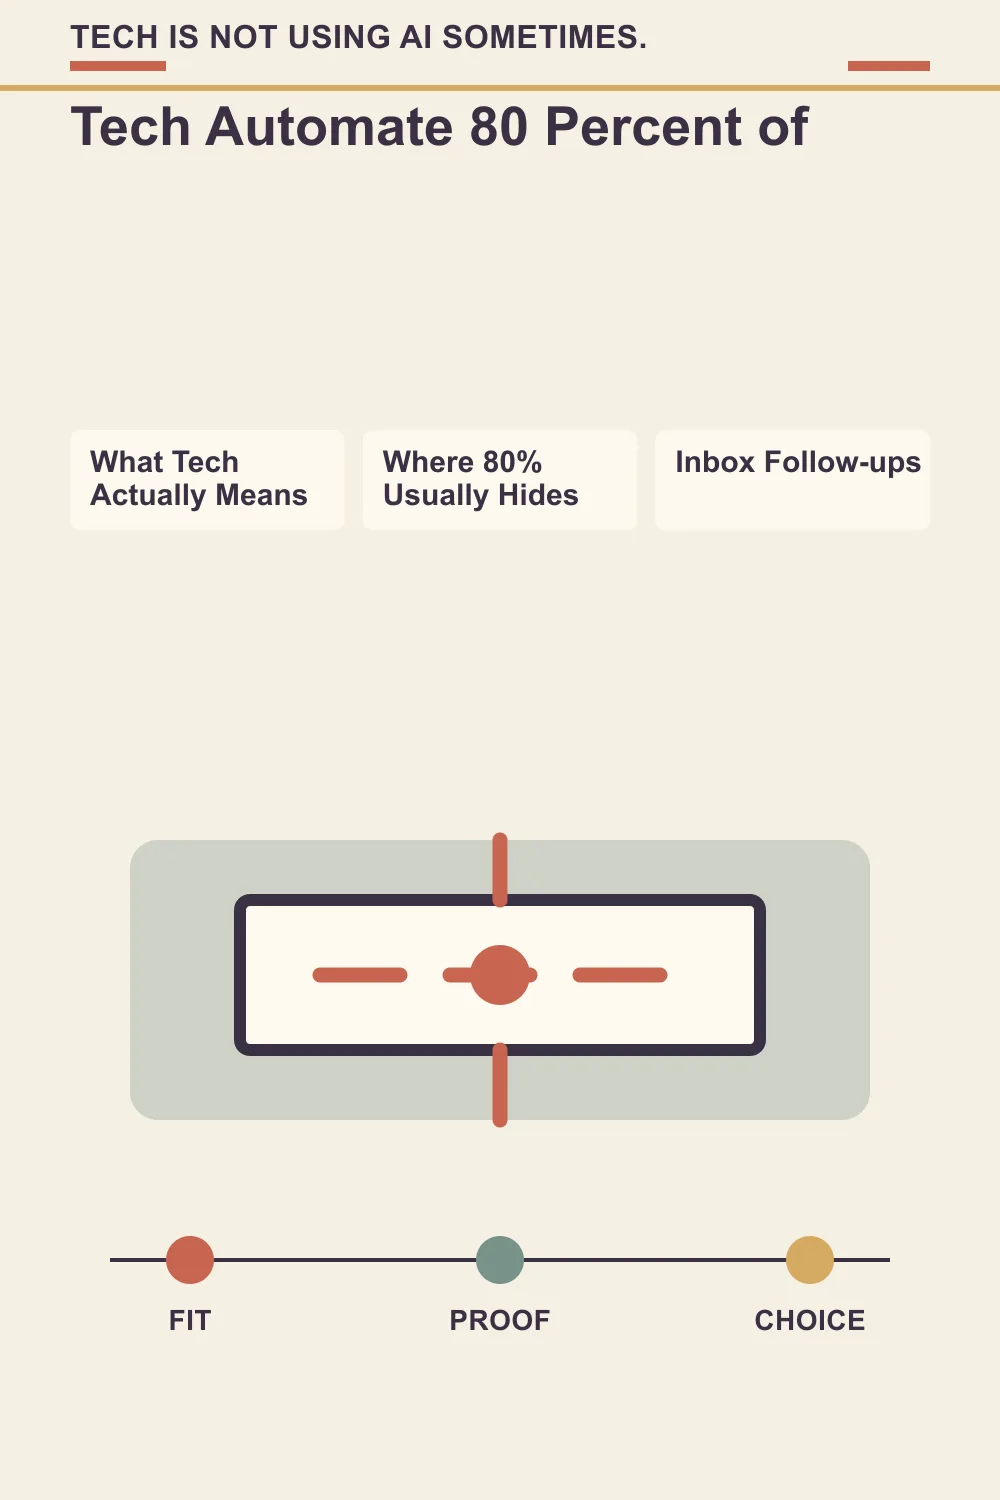 TECH IS NOT USING AI SOMETIMES.
Tech Automate 80 Percent of
What Tech
Actually Means
Where 80%
Usually Hides
Inbox Follow-ups
FIT
PROOF
CHOICE